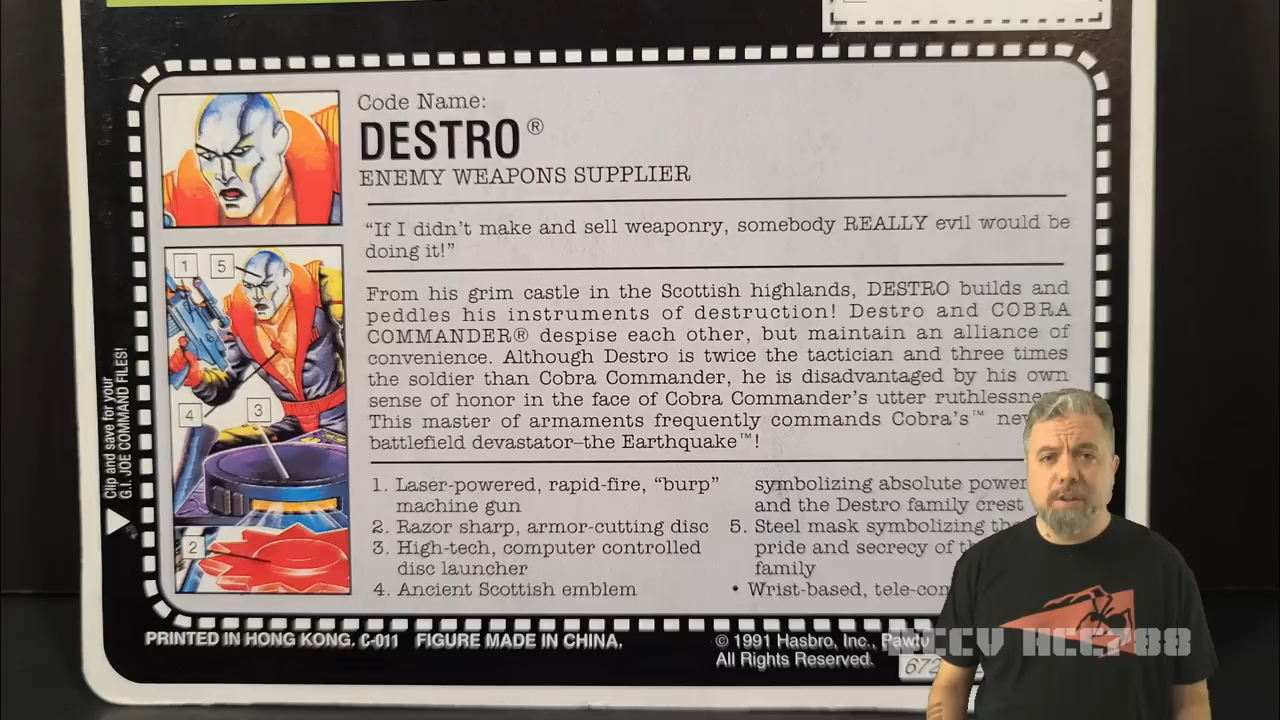 Code Name:
DESTRO®
ENEMY WEAPONS SUPPLIER
“If I didn’t make and sell weaponry, somebody REALLY evil would be
doing it!”
From his grim castle in the Scottish highlands, DESTRO builds and
peddles his instruments of destruction! Destro and COBRA
COMMANDER® despise each other, but maintain an alliance of
convenience. Although Destro is twice the tactician and three times
the soldier than Cobra Commander, he is disadvantaged by his own
sense of honor in the face of Cobra Commander’s utter ruthlessne
This master of armaments frequently commands Cobra’s™ ne
battlefield devastator—the Earthquake™!
1 5
4 3
2
1. Laser-powered, rapid-fire, “burp”
machine gun
2. Razor sharp, armor-cutting disc
3. High-tech, computer controlled
disc launcher
4. Ancient Scottish emblem
symbolizing absolute power
and the Destro family crest
5. Steel mask symbolizing th
pride and secrecy of th
family
• Wrist-based, tele-con
Clip and save for your
G.I. JOE COMMAND FILES!
PRINTED IN HONG KONG. C-011 FIGURE MADE IN CHINA.
© 1991 Hasbro, Inc., Pawtu
All Rights Reserved.
672